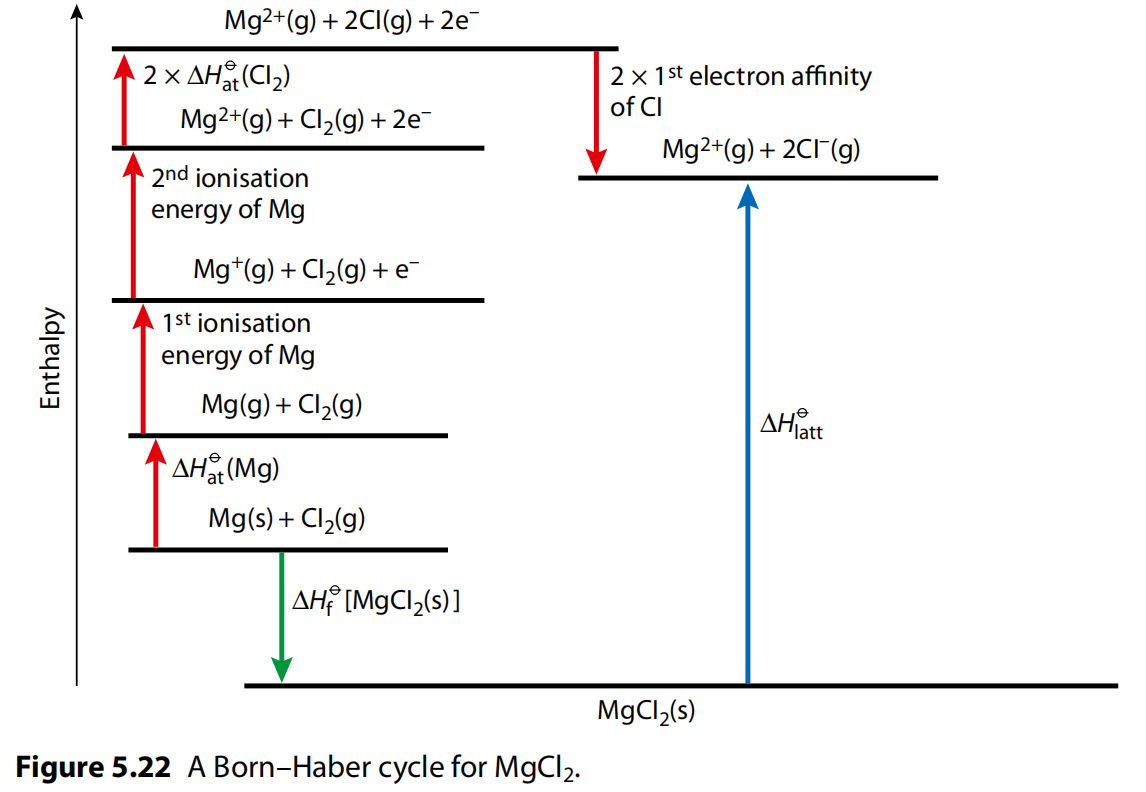 Mg²⁺(g) + 2Cl(g) + 2e⁻
2 × ΔH⦵at(Cl₂)
Mg²⁺(g) + Cl₂(g) + 2e⁻
2nd ionisation
energy of Mg
Mg⁺(g) + Cl₂(g) + e⁻
1st ionisation
energy of Mg
Mg(g) + Cl₂(g)
ΔH⦵at(Mg)
Mg(s) + Cl₂(g)
ΔH⦵f [MgCl₂(s)]
2 × 1st electron affinity
of Cl
Mg²⁺(g) + 2Cl⁻(g)
ΔH⦵latt
MgCl₂(s)
Enthalpy
Figure 5.22 A Born–Haber cycle for MgCl₂.